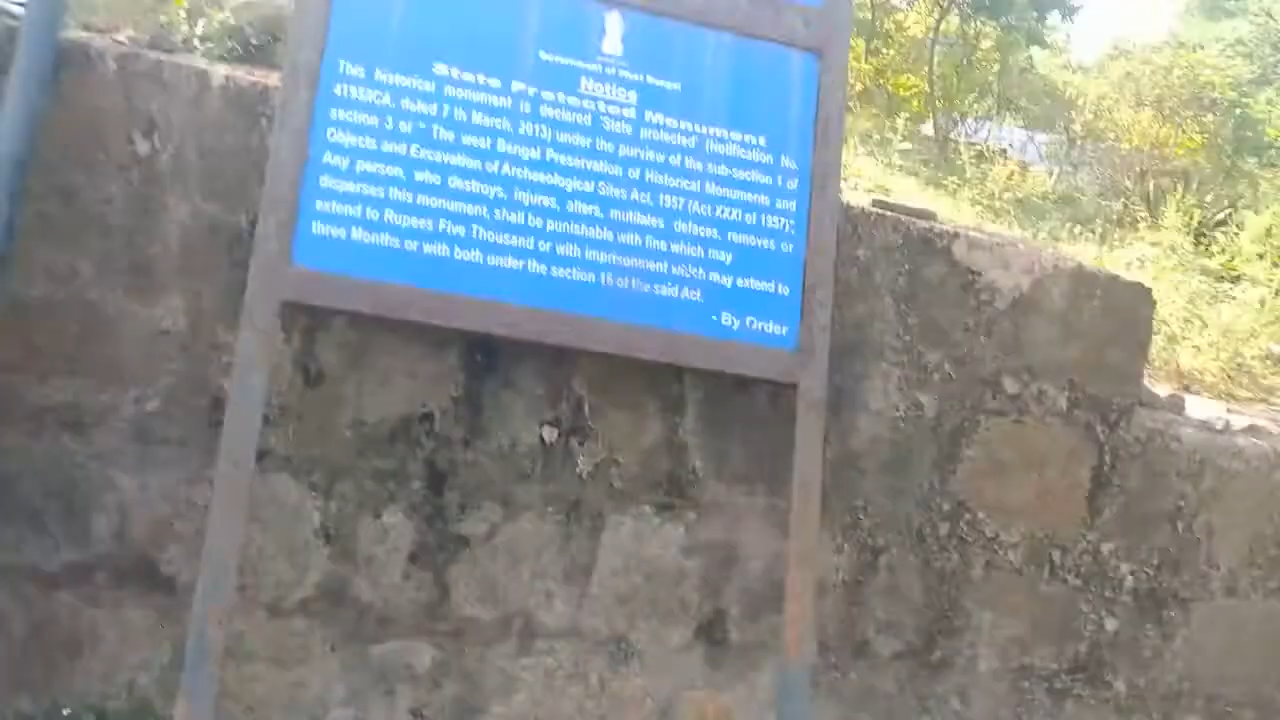 Government of West Bengal
Notice
State Protected Monument
This historical monument is declared 'State protected' (Notification No.
dated 7 th March, 2013) under the purview of the sub-section 1 of
section 3 of " The west Bengal Preservation of Historical Monuments and
Objects and Excavation of Archaeological Sites Act, 1957 (Act XXXI of 1957)";
Any person, who destroys, injures, alters, mutilates defaces, removes or
disperses this monument, shall be punishable with fine which may
extend to Rupees Five Thousand or with imprisonment which may extend to
three Months or with both under the section 16 of the said Act.
- By Order